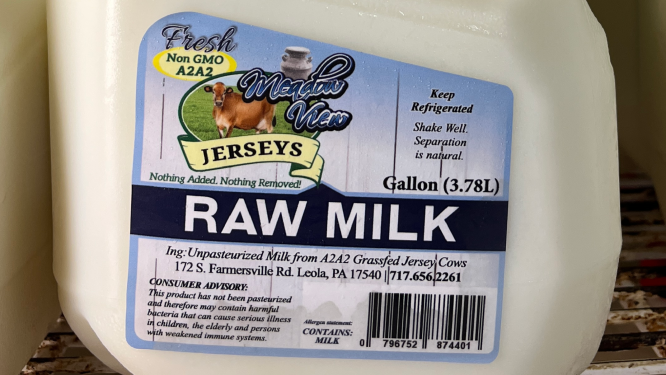 Fresh
Non GMO
A2A2
Meadow
View
JERSEYS
Nothing Added. Nothing Removed!
Keep
Refrigerated
Shake Well.
Separation
is natural.
Gallon (3.78L)
RAW MILK
Ing: Unpasteurized Milk from A2A2 Grassfed Jersey Cows
172 S. Farmersville Rd. Leola, PA 17540 | 717.656.2261
CONSUMER ADVISORY:
This product has not been pasteurized
and therefore may contain harmful
bacteria that can cause serious illness
in children, the elderly and persons
with weakened immune systems.
Allergen statement:
CONTAINS:
MILK
0 796752 874401